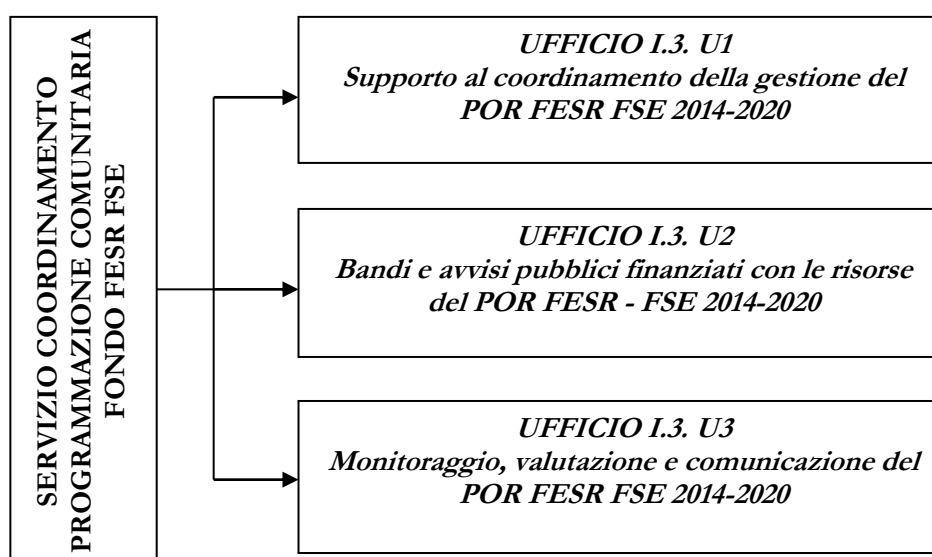 SERVIZIO COORDINAMENTO
PROGRAMMAZIONE COMUNITARIA
FONDO FESR FSE
UFFICIO I.3. U1
Supporto al coordinamento della gestione del
POR FESR FSE 2014-2020
UFFICIO I.3. U2
Bandi e avvisi pubblici finanziati con le risorse
del POR FESR - FSE 2014-2020
UFFICIO I.3. U3
Monitoraggio, valutazione e comunicazione del
POR FESR FSE 2014-2020